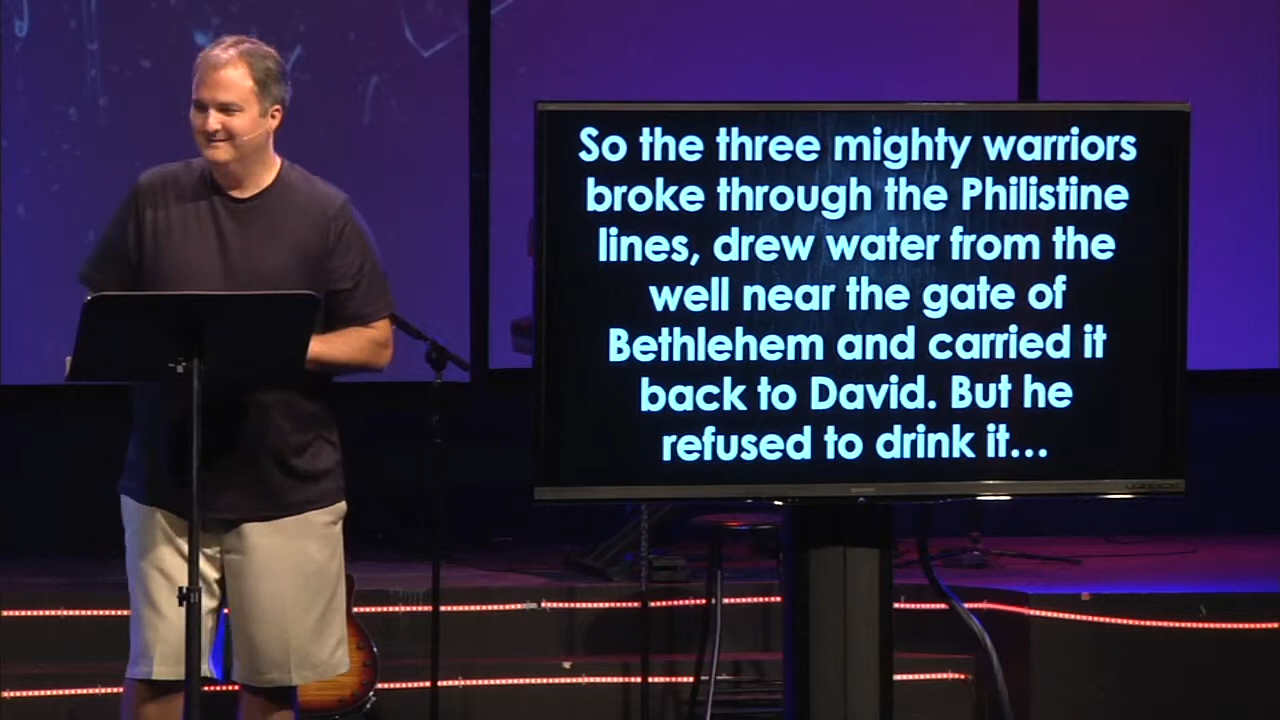 So the three mighty warriors
broke through the Philistine
lines, drew water from the
well near the gate of
Bethlehem and carried it
back to David. But he
refused to drink it...